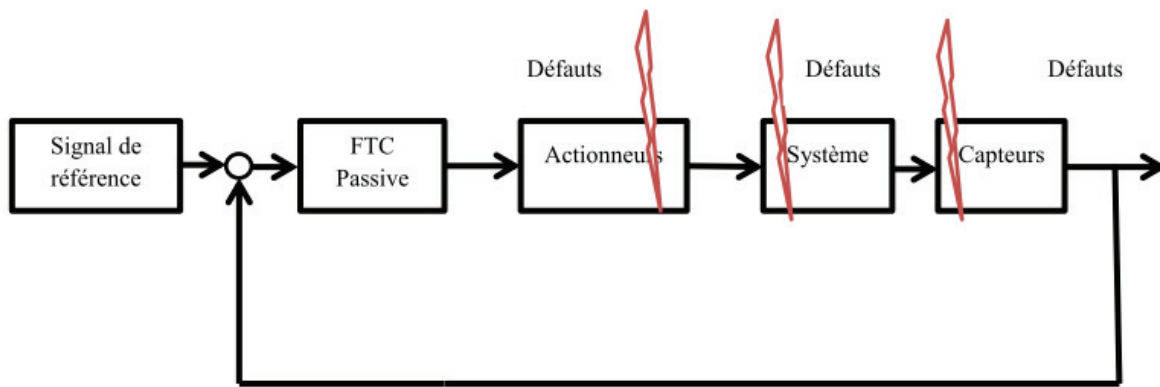 Défauts
Défauts
Défauts
Signal de
référence
FTC
Passive
Actionneurs
Système
Capteurs